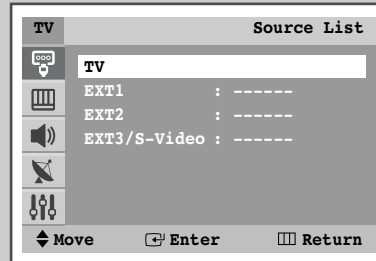 TV Source List
TV
EXT1 : ------
EXT2 : ------
EXT3/S-Video : ------
Move Enter Return